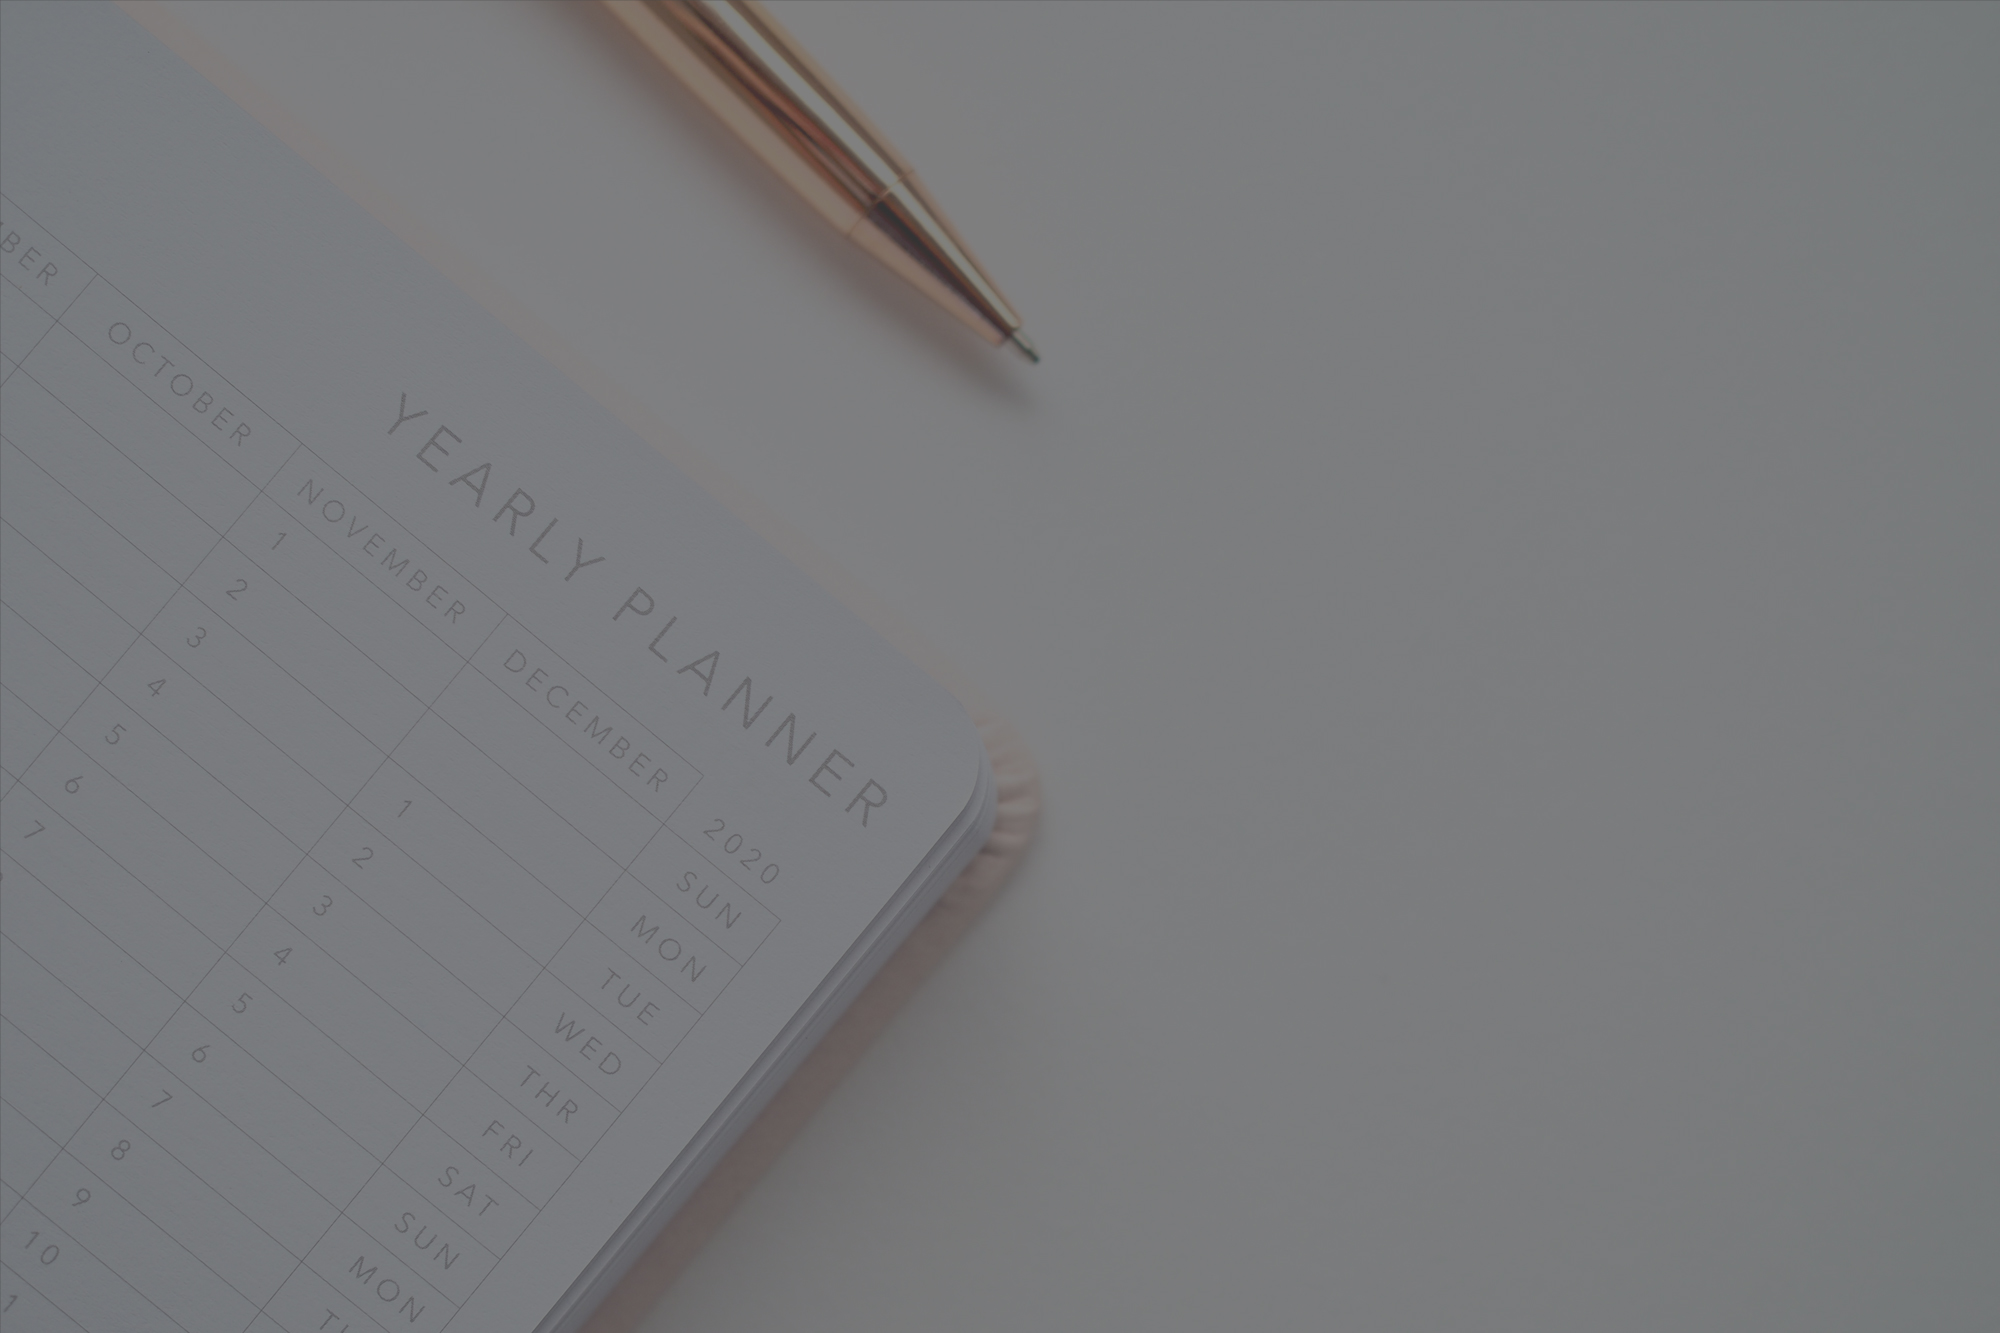 YEARLY PLANNER
BER OCTOBER NOVEMBER DECEMBER 2020
1 SUN
2 MON
3 1 TUE
4 2 WED
5 3 THR
6 4 FRI
7 5 SAT
6 SUN
7 MON
8
9
10